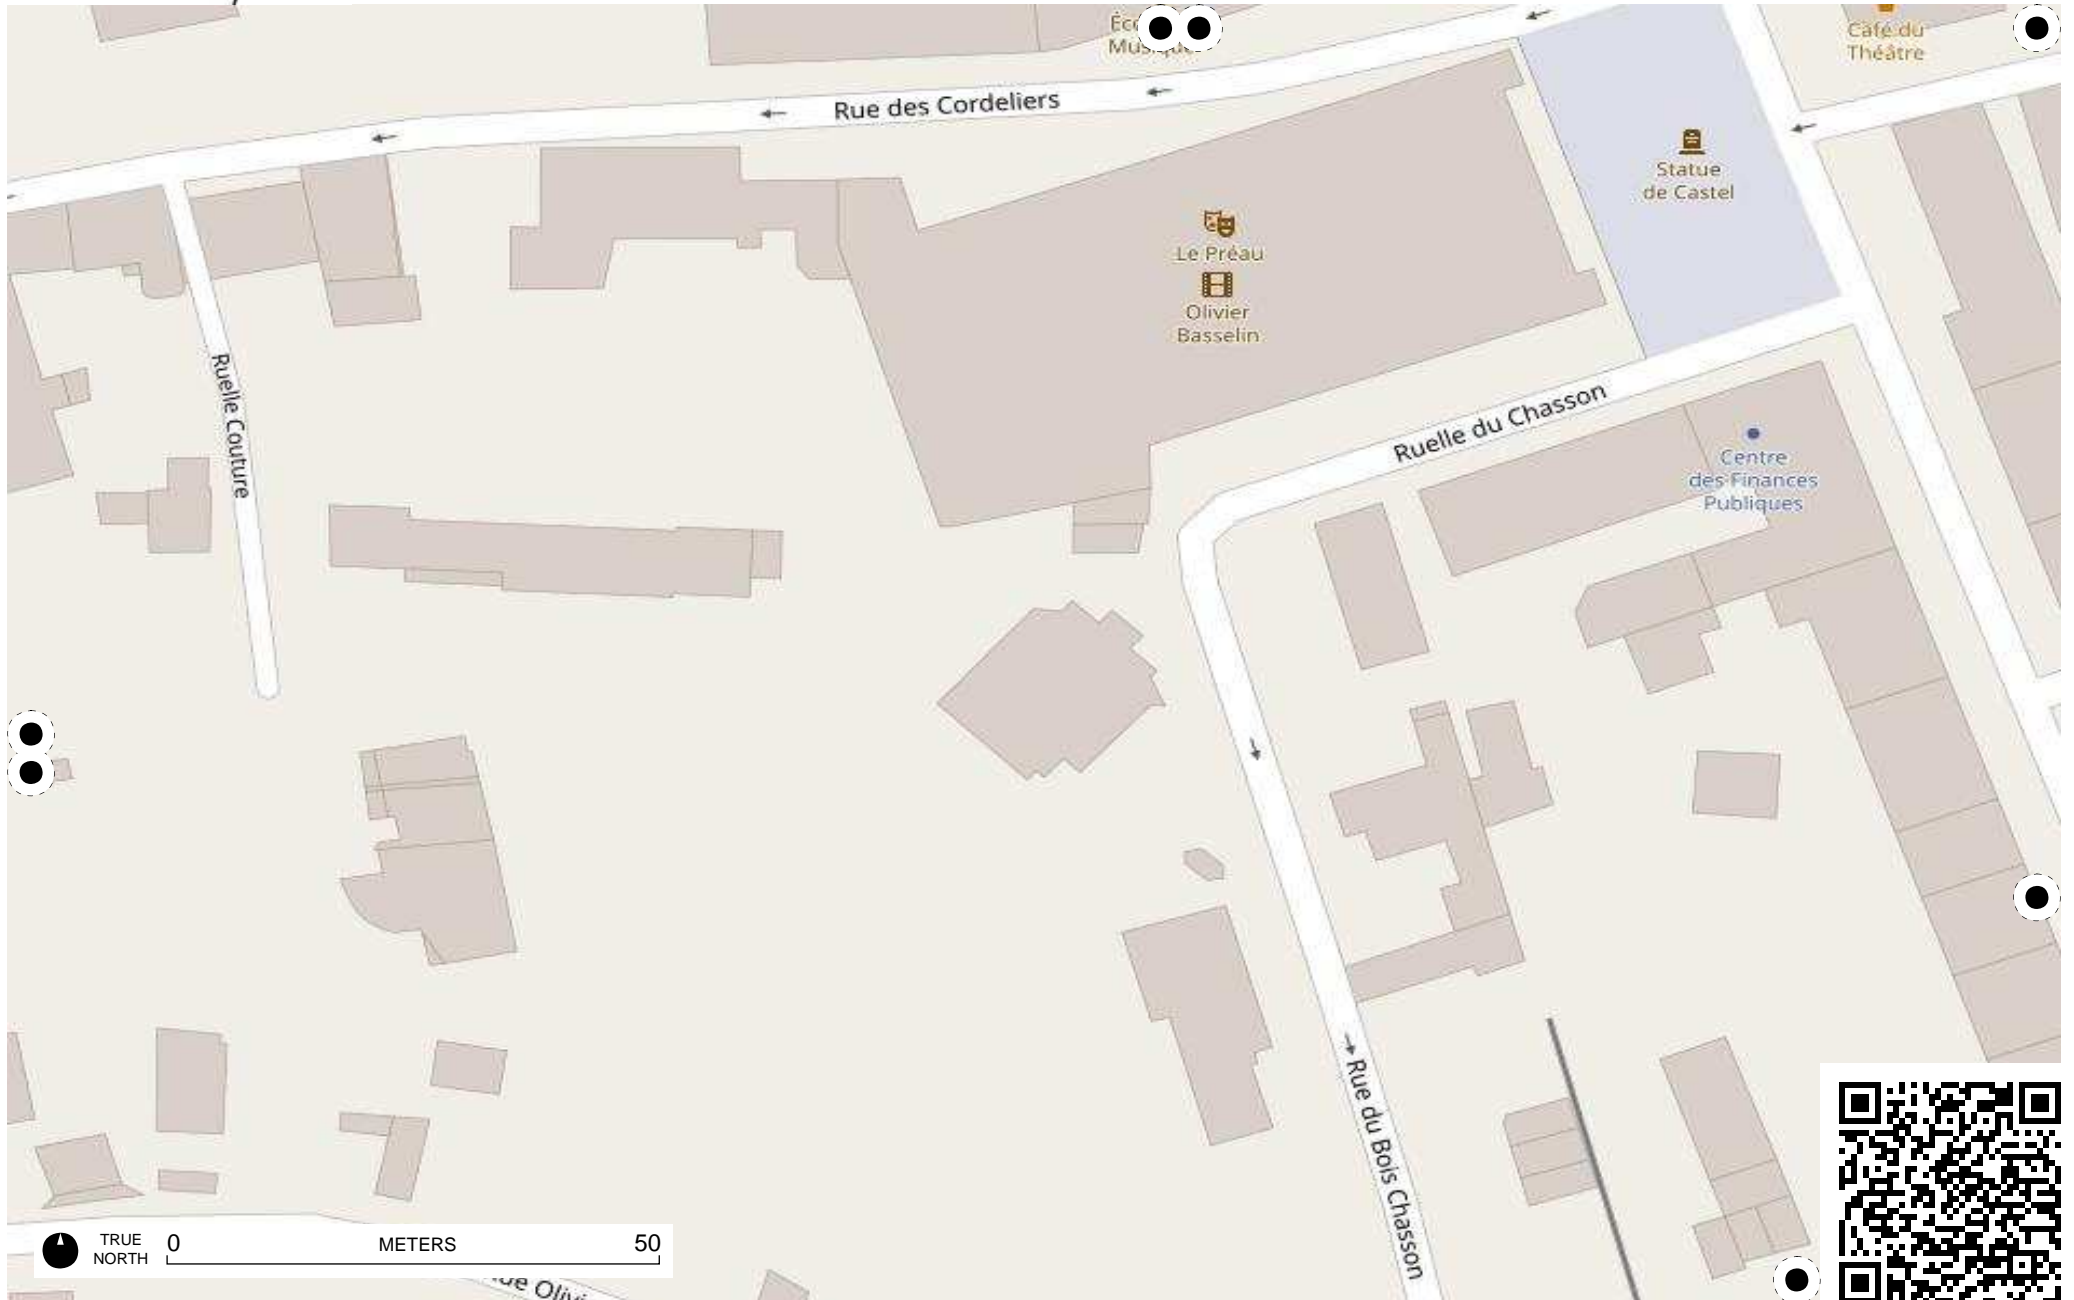 Musique
Café du
Théâtre
Rue des Cordeliers
Statue
de Castel
Le Préau
Olivier
Basselin
Ruelle Couture
Ruelle du Chasson
Centre
des Finances
Publiques
Rue du Bois Chasson
TRUE
NORTH
0
METERS
50